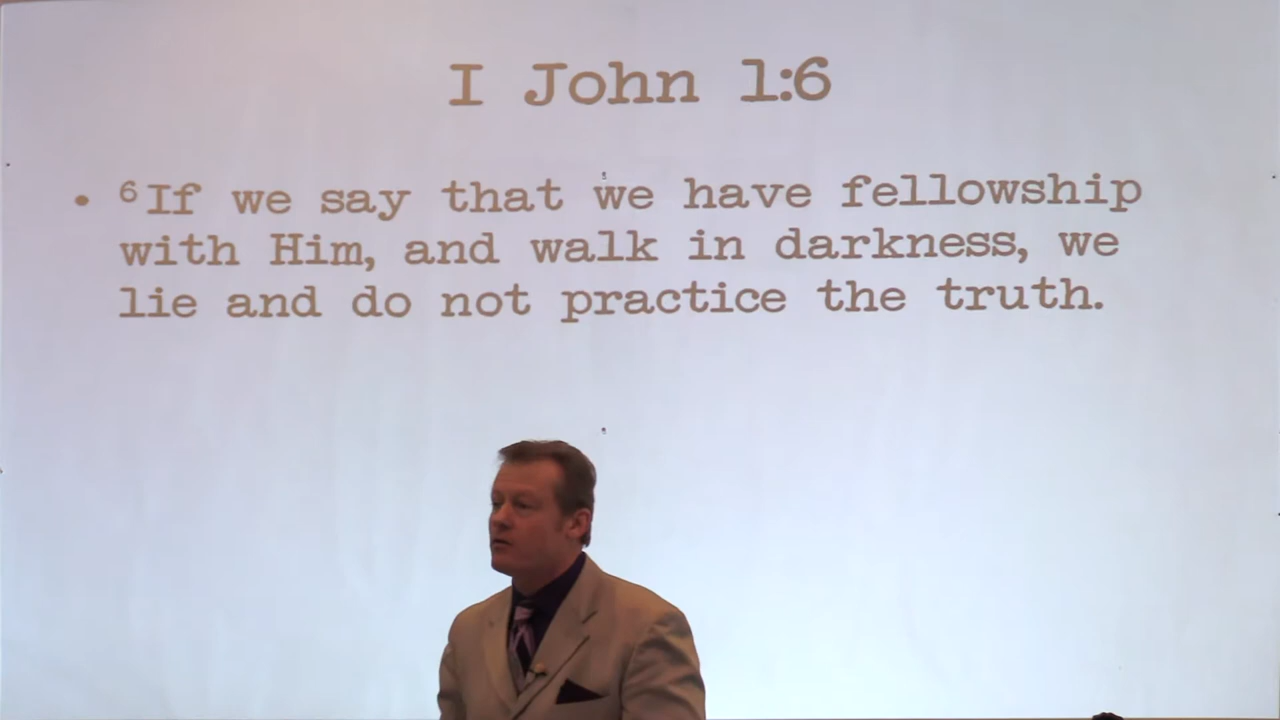 I John 1:6
• ⁶If we say that we have fellowship
with Him, and walk in darkness, we
lie and do not practice the truth.